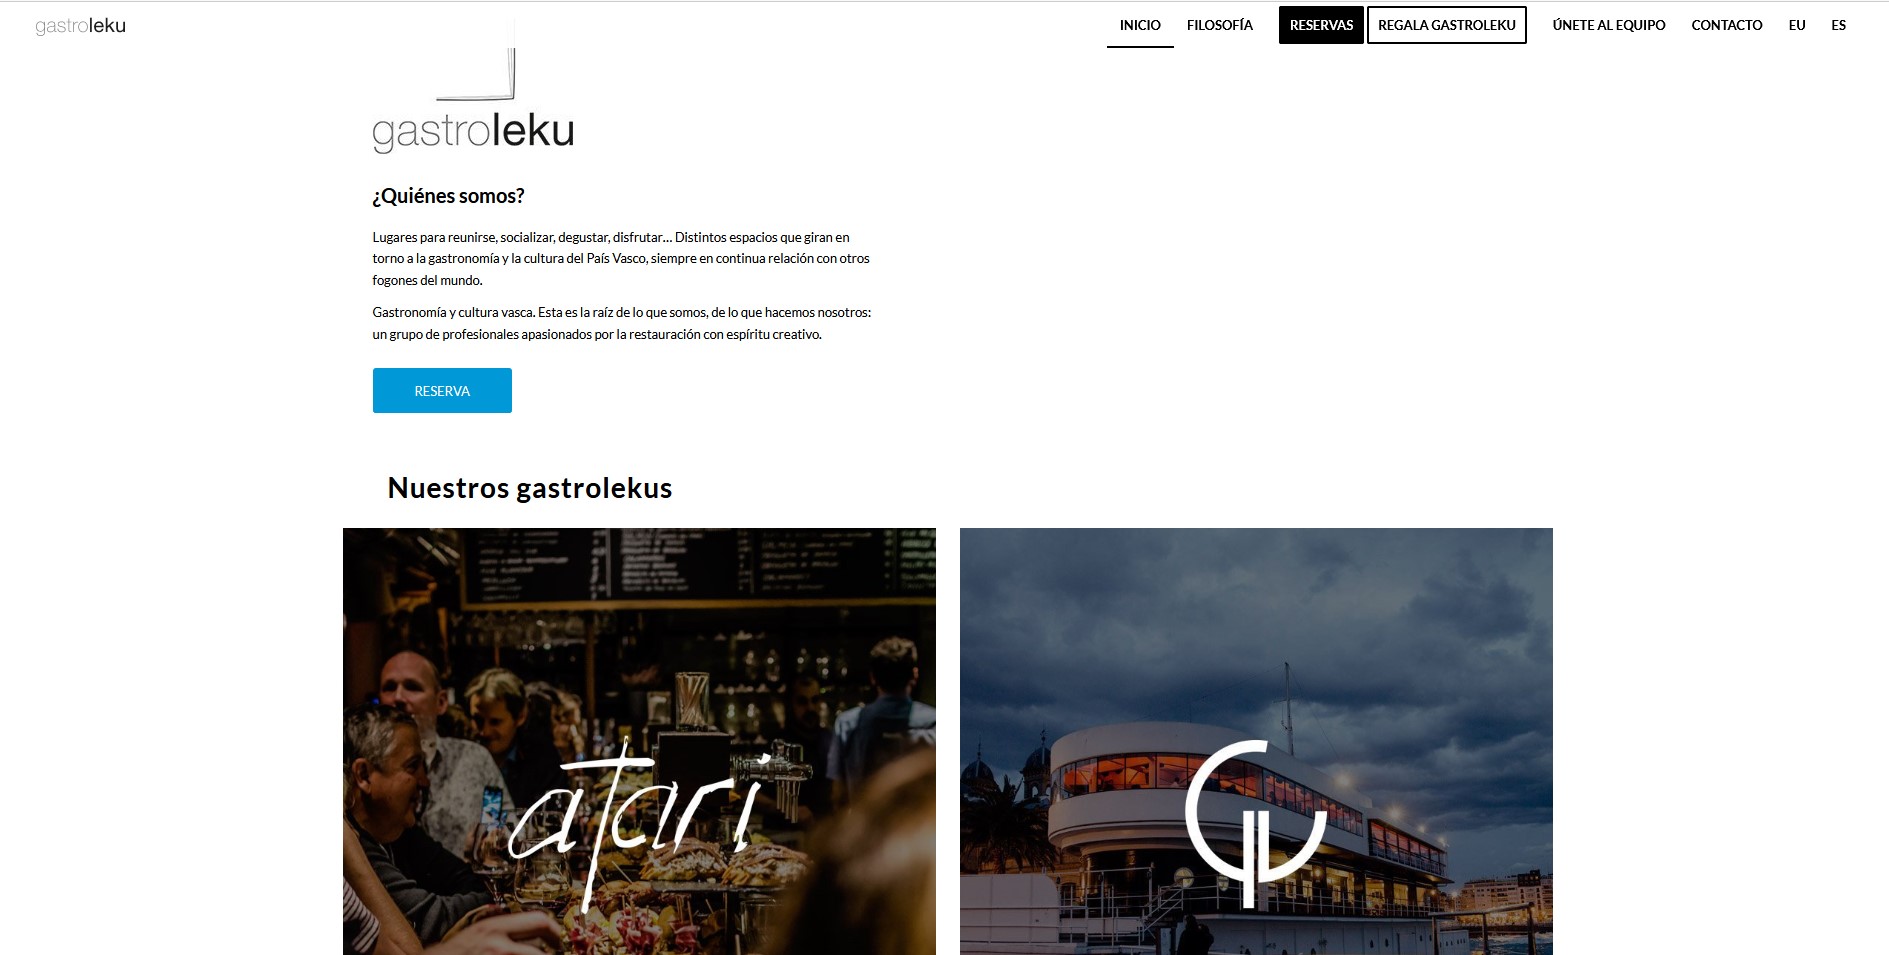 gastroleku
INICIO
FILOSOFÍA
RESERVAS
REGALA GASTROLEKU
ÚNETE AL EQUIPO
CONTACTO
EU
ES
gastroleku
¿Quiénes somos?
Lugares para reunirse, socializar, degustar, disfrutar… Distintos espacios que giran en
torno a la gastronomía y la cultura del País Vasco, siempre en continua relación con otros
fogones del mundo.
Gastronomía y cultura vasca. Esta es la raíz de lo que somos, de lo que hacemos nosotros:
un grupo de profesionales apasionados por la restauración con espíritu creativo.
RESERVA
Nuestros gastrolekus
atari